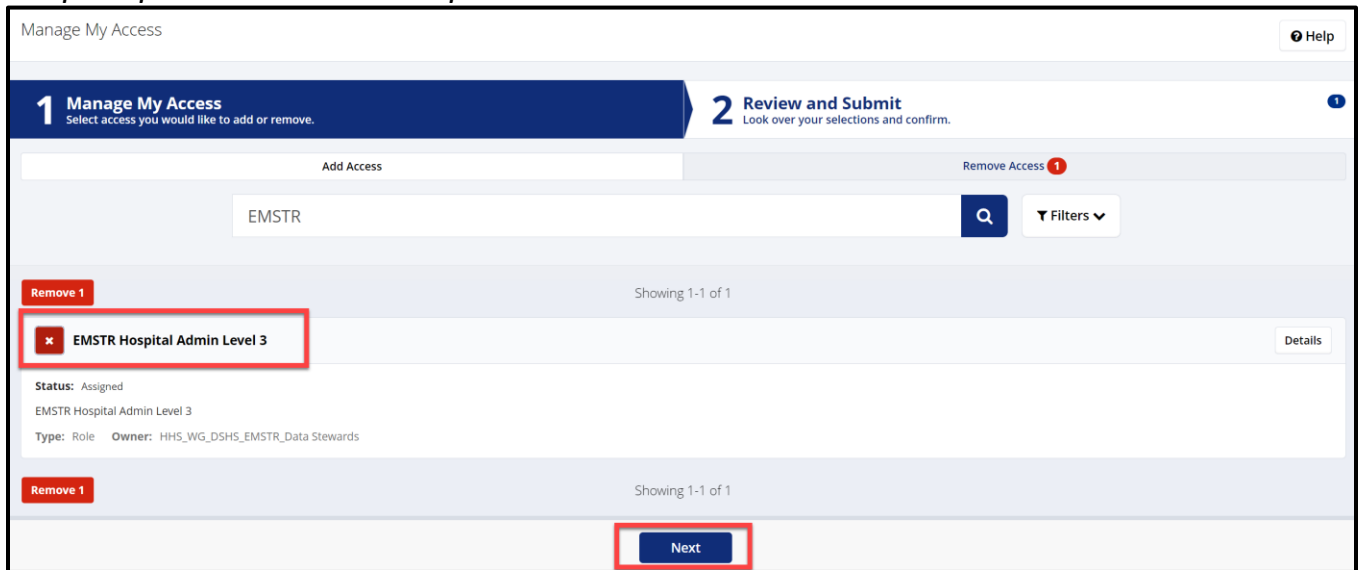 Manage My Access
Help
1 Manage My Access
Select access you would like to add or remove.
2 Review and Submit
Look over your selections and confirm.
1
Add Access
Remove Access 1
EMSTR
Filters
Remove 1
Showing 1-1 of 1
EMSTR Hospital Admin Level 3
Details
Status: Assigned
EMSTR Hospital Admin Level 3
Type: Role Owner: HHS_WG_DSHS_EMSTR_Data Stewards
Remove 1
Showing 1-1 of 1
Next